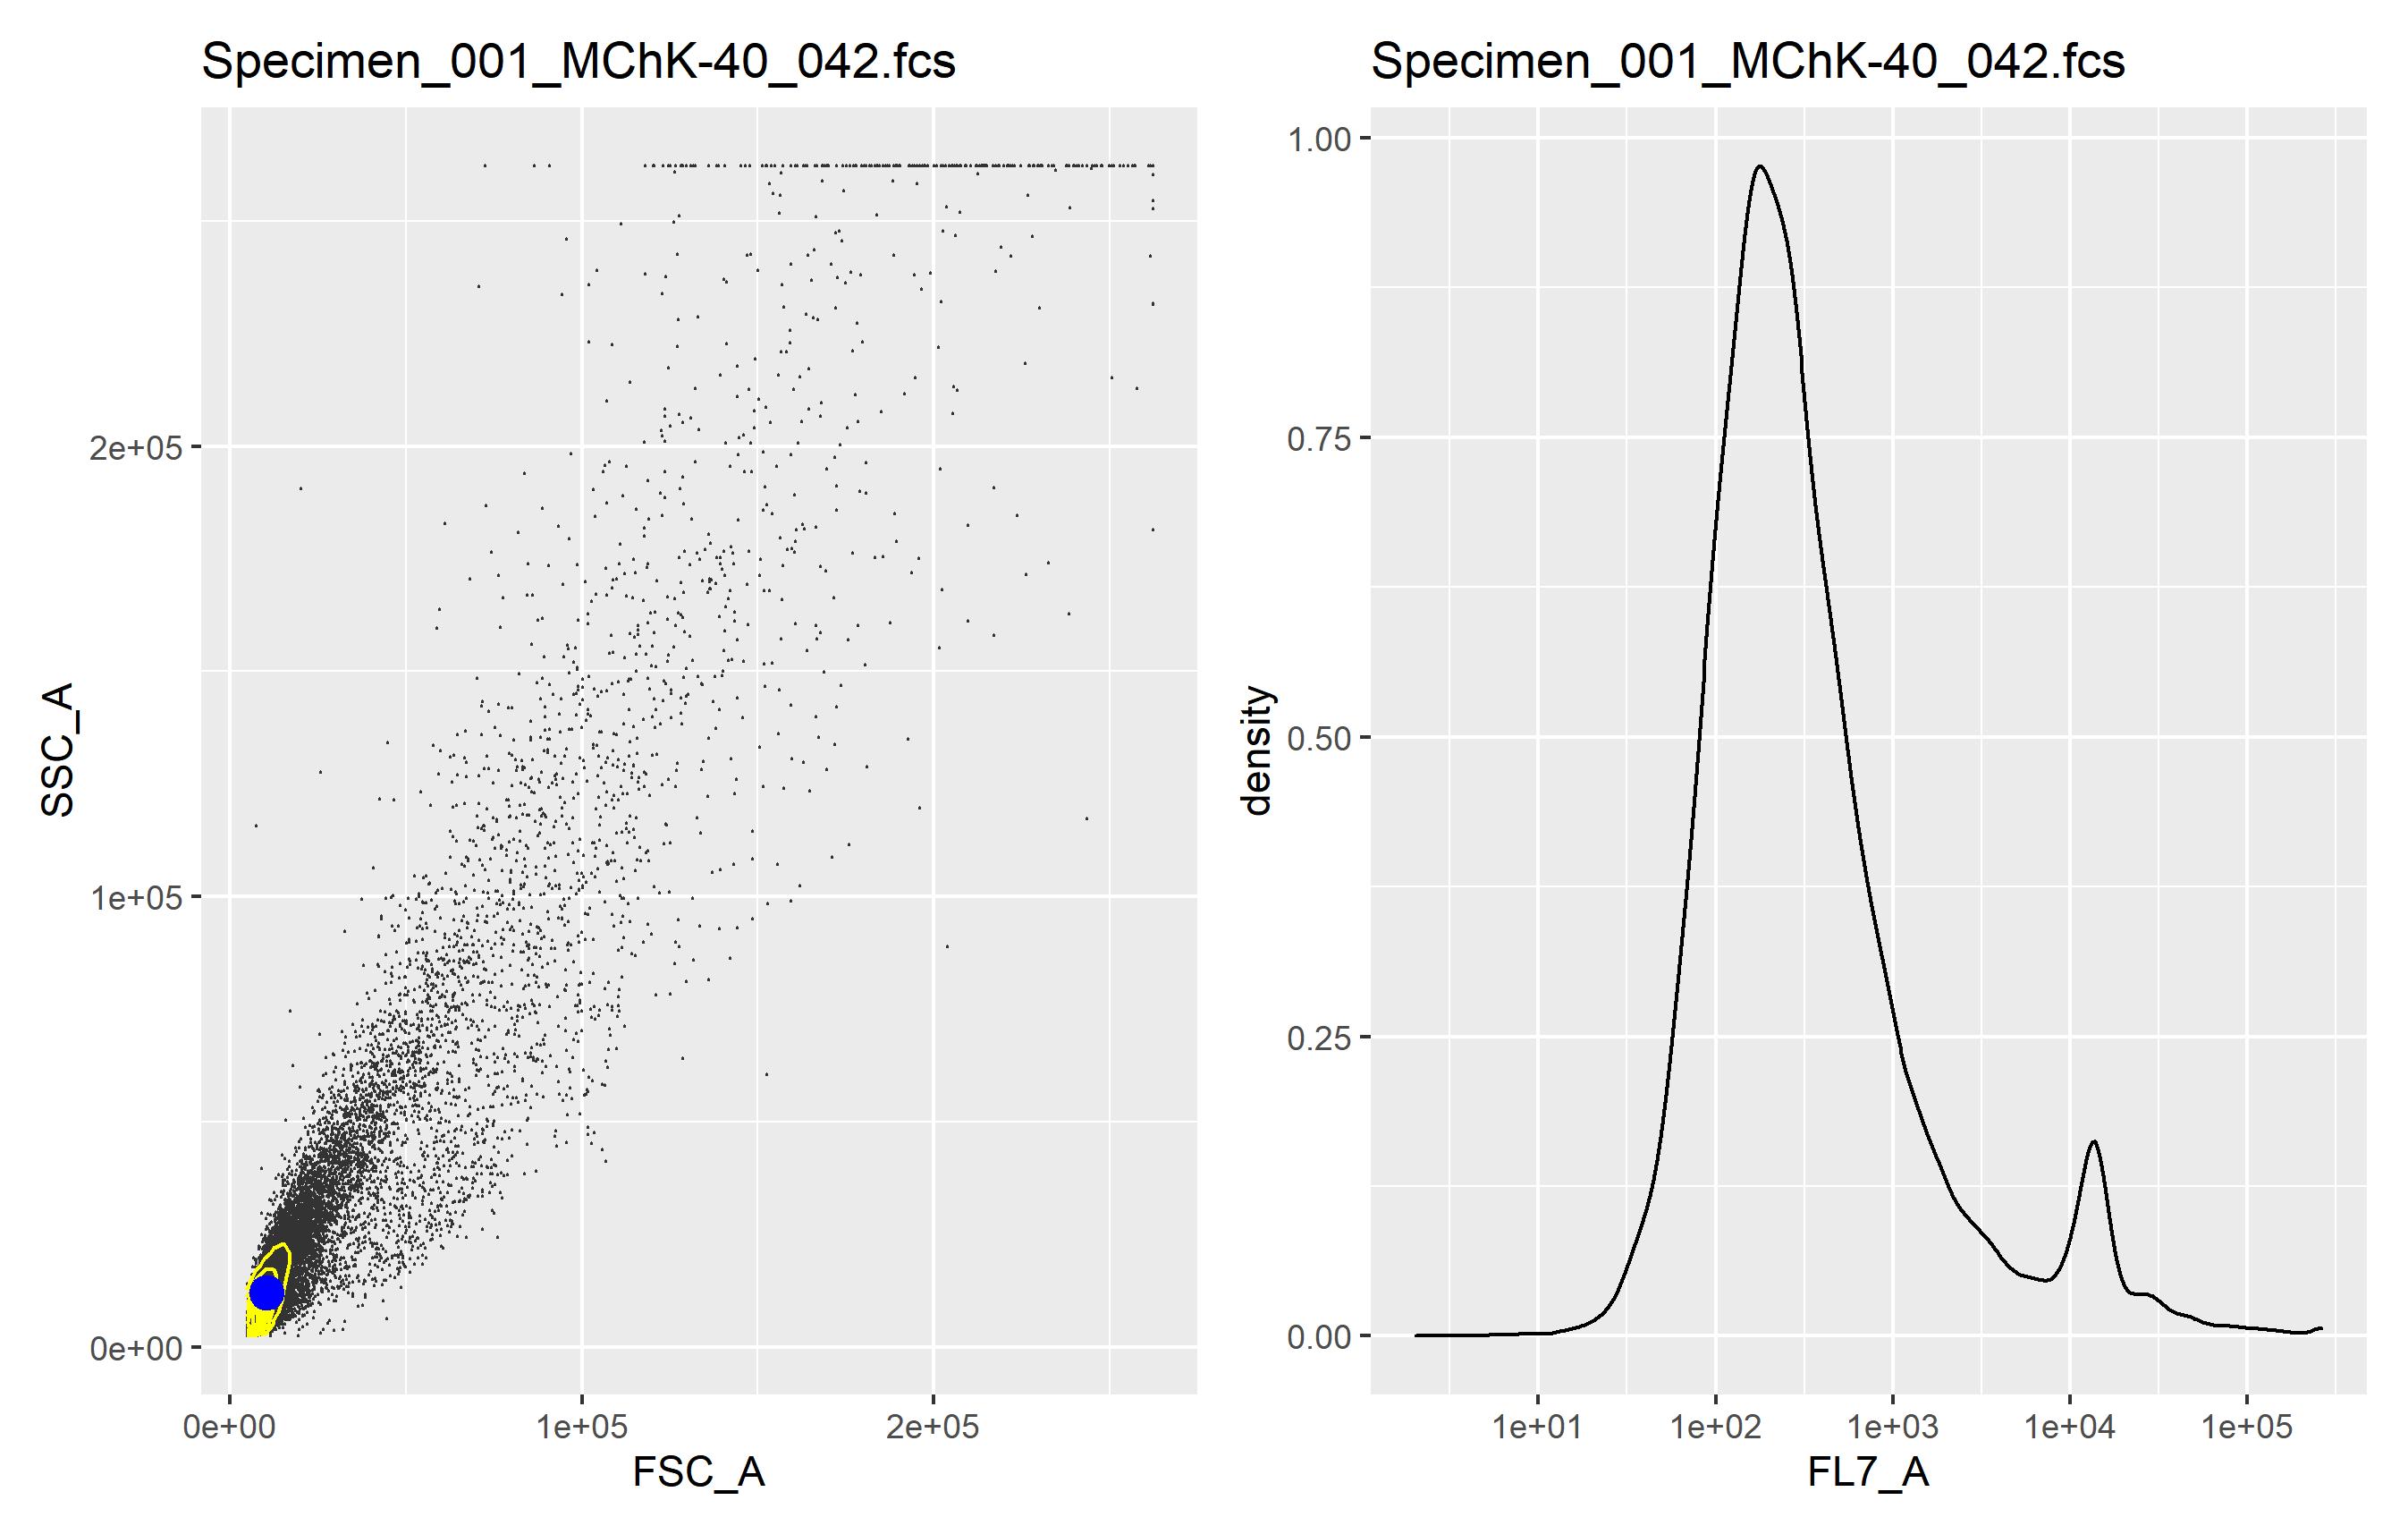 Specimen_001_MChK-40_042.fcs
SSC_A
2e+05
1e+05
0e+00
0e+00 1e+05 2e+05
FSC_A
Specimen_001_MChK-40_042.fcs
density
1.00
0.75
0.50
0.25
0.00
1e+01 1e+02 1e+03 1e+04 1e+05
FL7_A